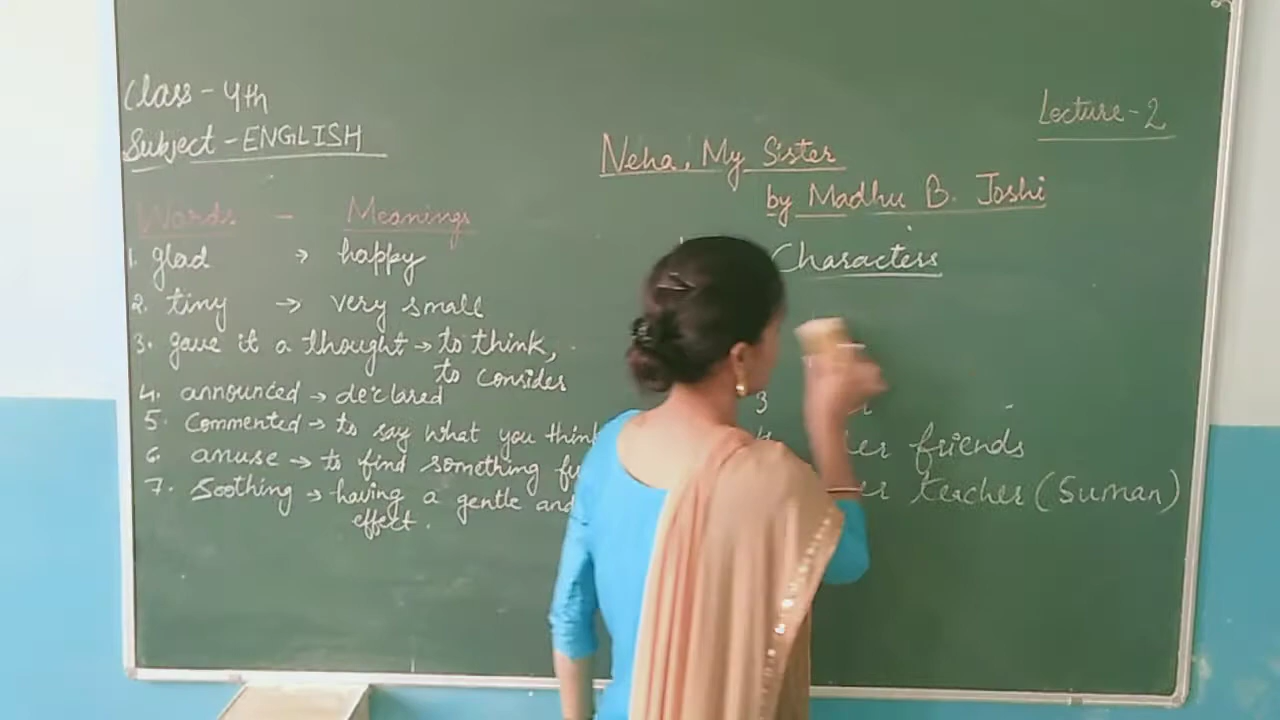 Class - 4th
Subject - ENGLISH
Lecture - 2
Neha, My Sister
by Madhu B. Joshi
Words - Meanings
1. glad → happy
2. tiny → very small
3. gave it a thought → to think,
to consider
4. announced → declared
5. Commented → to say what you think
6. amuse → to find something
7. Soothing → having a gentle and
effect.
Characters
3
friends
teacher (Suman)